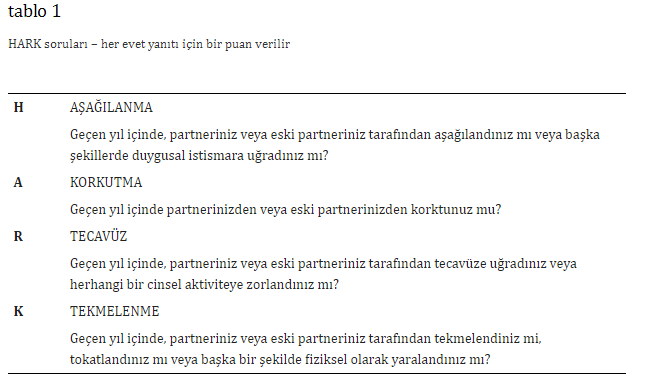 tablo 1
HARK soruları – her evet yanıtı için bir puan verilir
H AŞAĞILANMA
Geçen yıl içinde, partneriniz veya eski partneriniz tarafından aşağılandınız mı veya başka
şekillerde duygusal istismara uğradınız mı?
A KORKUTMA
Geçen yıl içinde partnerinizden veya eski partnerinizden korktunuz mu?
R TECAVÜZ
Geçen yıl içinde, partneriniz veya eski partneriniz tarafından tecavüze uğradınız veya
herhangi bir cinsel aktiviteye zorlandınız mı?
K TEKMELENME
Geçen yıl içinde, partneriniz veya eski partneriniz tarafından tekmelendiniz mi,
tokatlandınız mı veya başka bir şekilde fiziksel olarak yaralandınız mı?